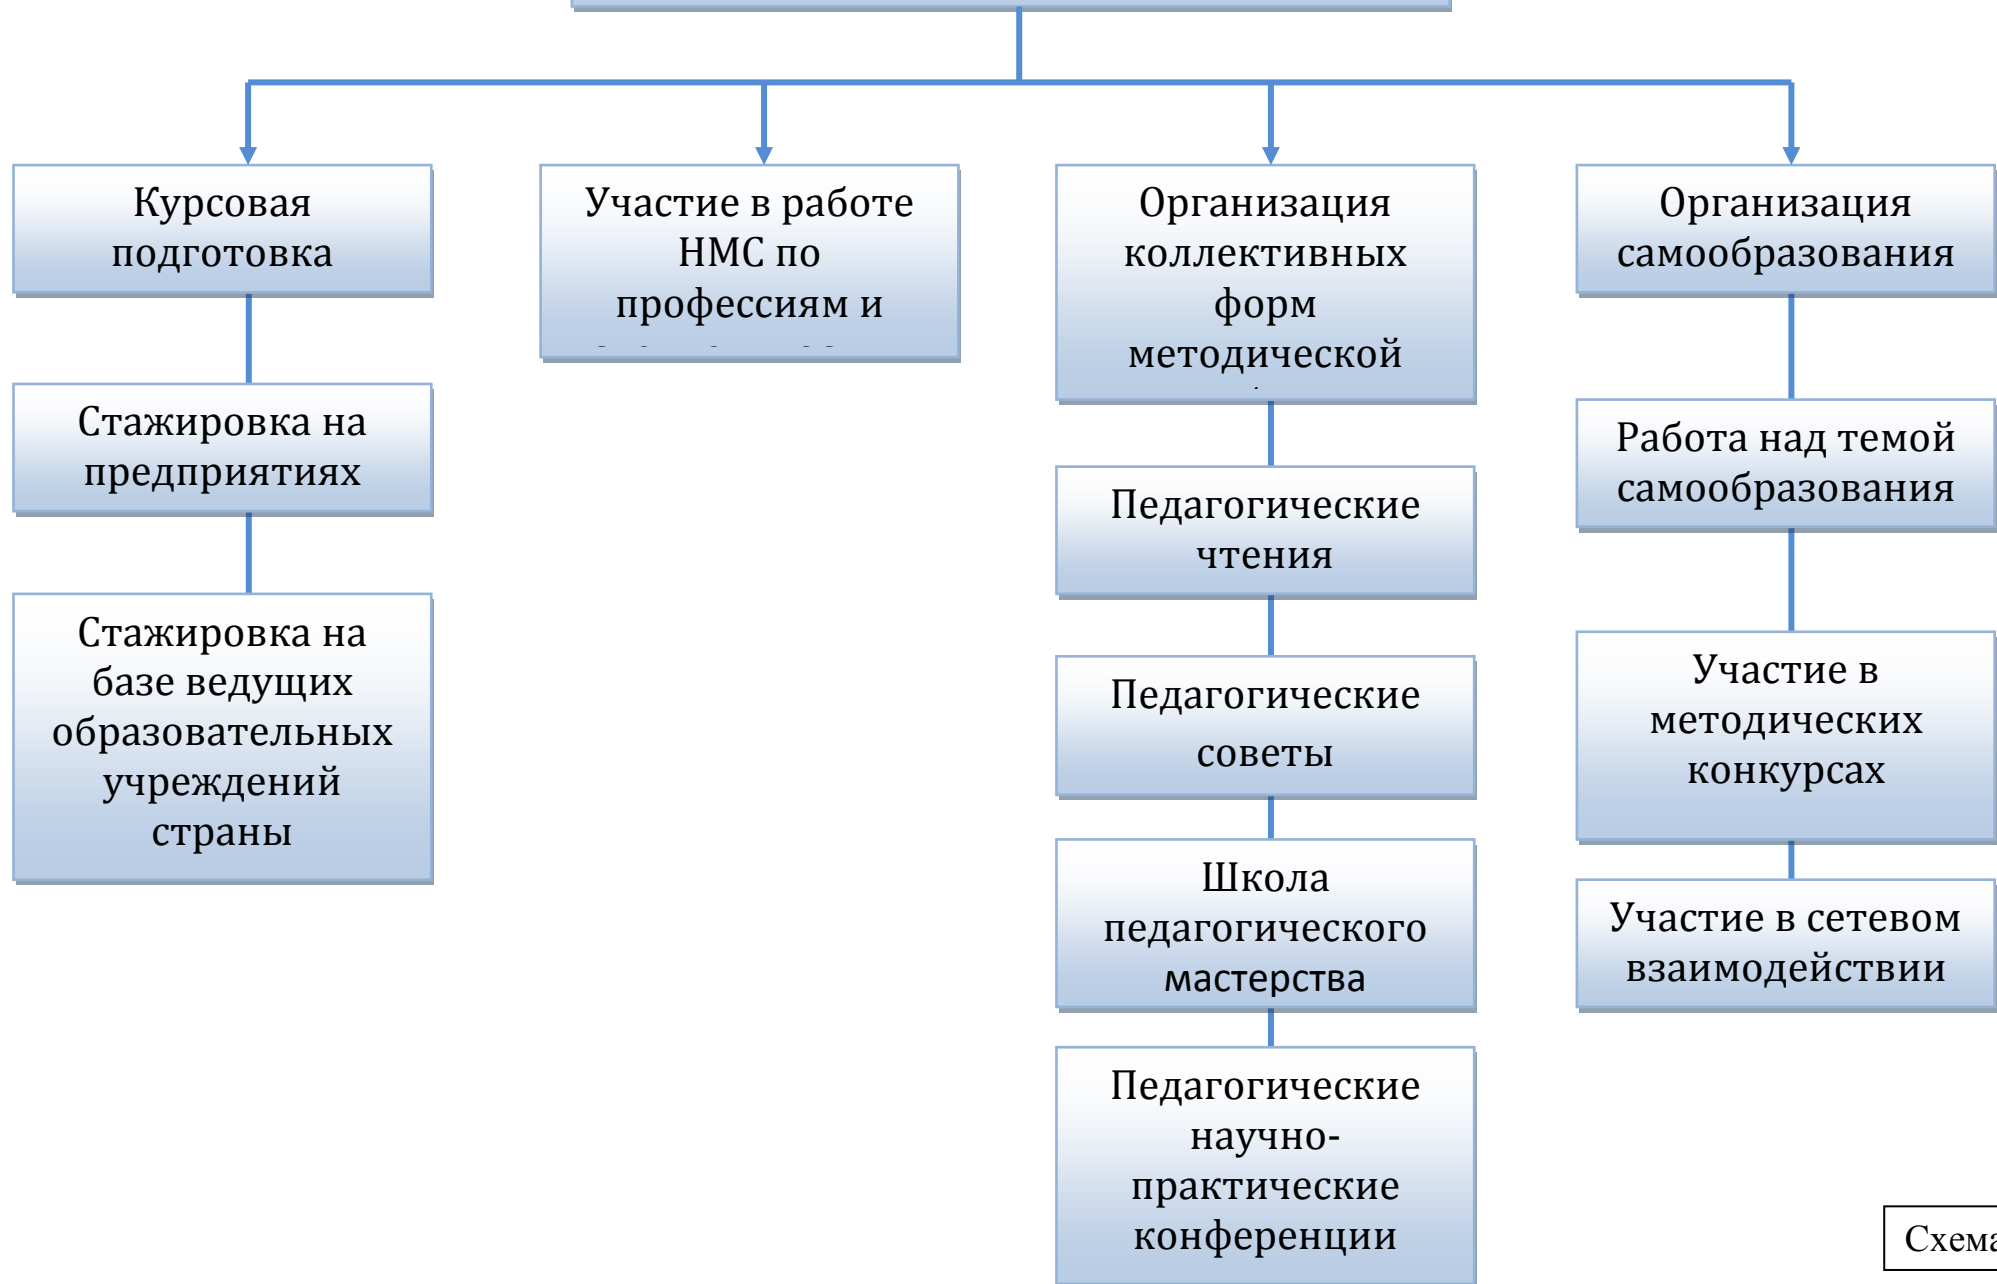 Курсовая
подготовка
Стажировка на
предприятиях
Стажировка на
базе ведущих
образовательных
учреждений
страны
Участие в работе
НМС по
профессиям и
Организация
коллективных
форм
методической
Педагогические
чтения
Педагогические
советы
Школа
педагогического
мастерства
Педагогические
научно-
практические
конференции
Организация
самообразования
Работа над темой
самообразования
Участие в
методических
конкурсах
Участие в сетевом
взаимодействии
Схема